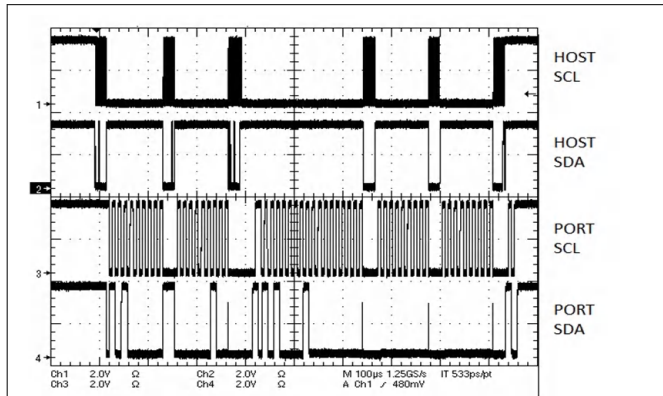 HOST
SCL
1
HOST
SDA
2
PORT
SCL
3
PORT
SDA
4
Ch1 2.0V Ω Ch2 2.0V Ω M 100µs 1.25GS/s IT 533ps/pt
Ch3 2.0V Ω Ch4 2.0V Ω A Ch1 / 480mV